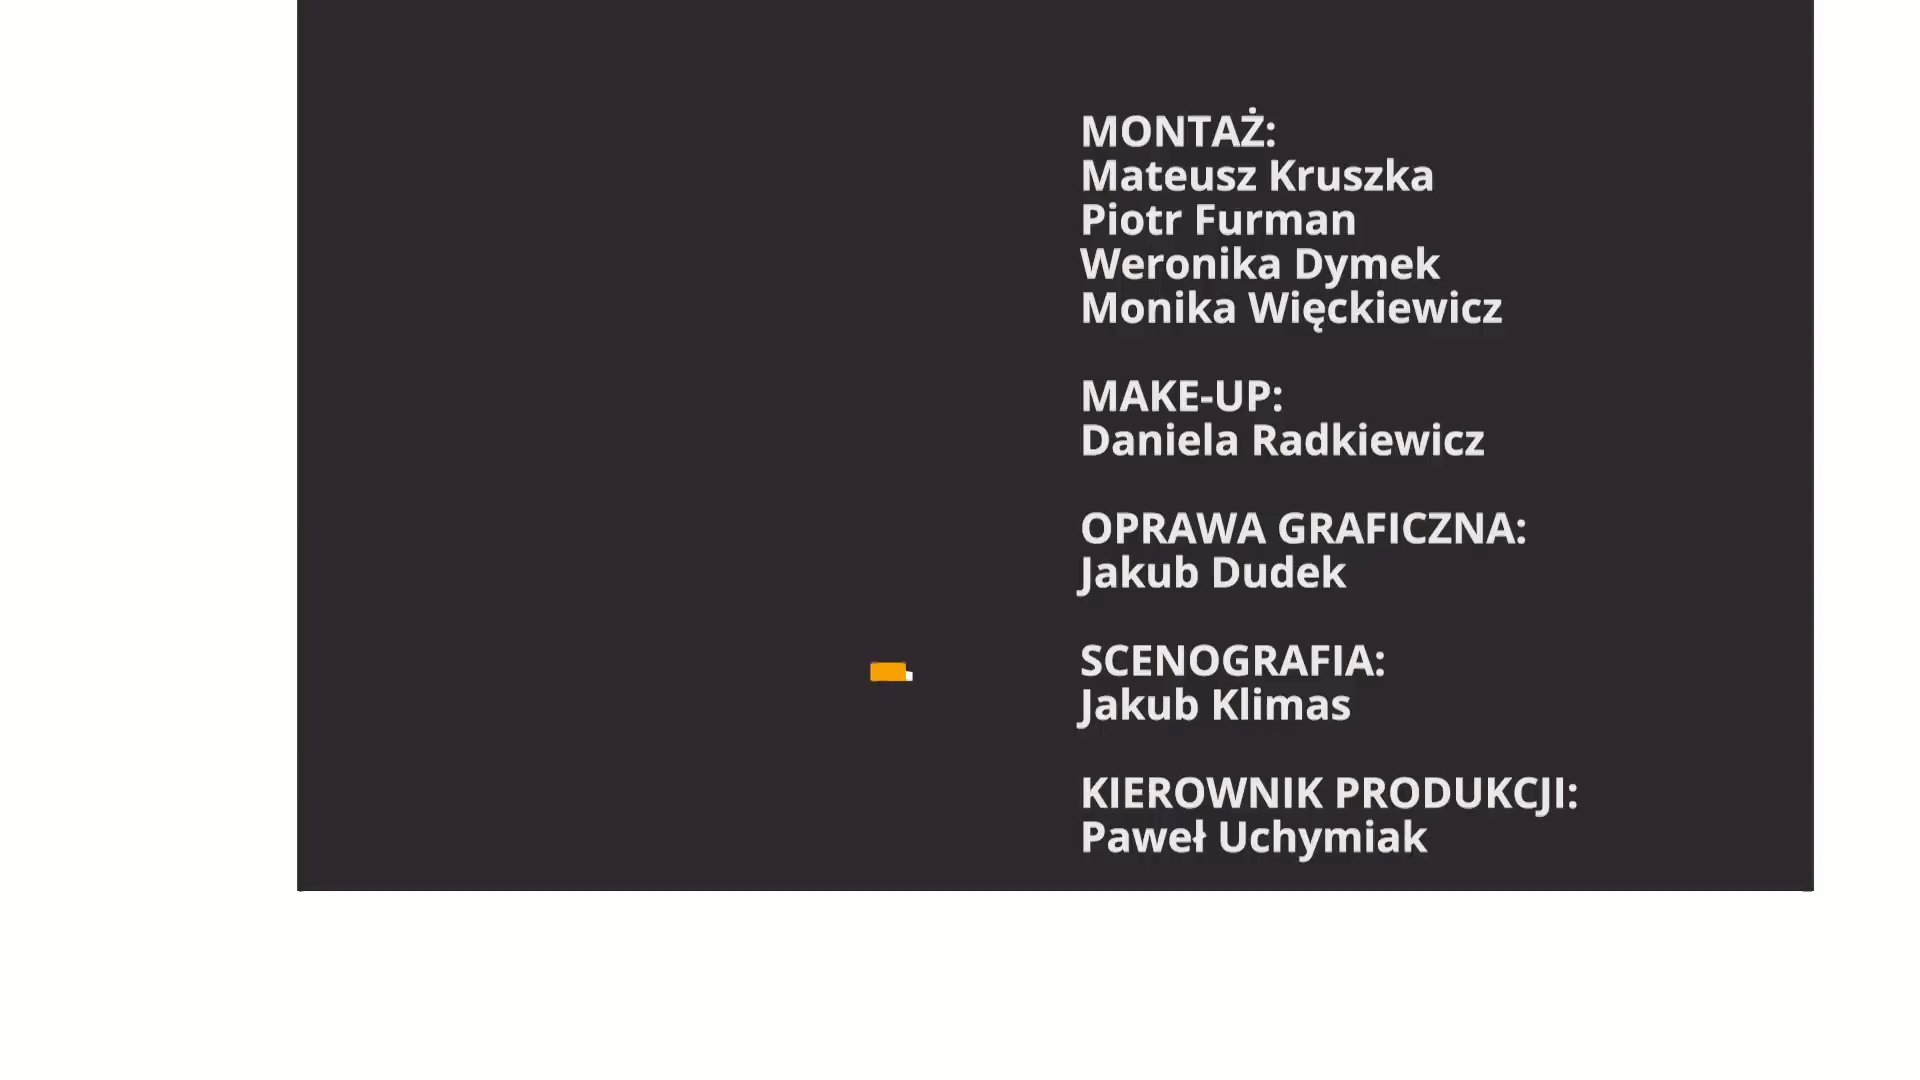 MONTAŻ:
Mateusz Kruszka
Piotr Furman
Weronika Dymek
Monika Więckiewicz
MAKE-UP:
Daniela Radkiewicz
OPRAWA GRAFICZNA:
Jakub Dudek
SCENOGRAFIA:
Jakub Klimas
KIEROWNIK PRODUKCJI:
Paweł Uchymiak